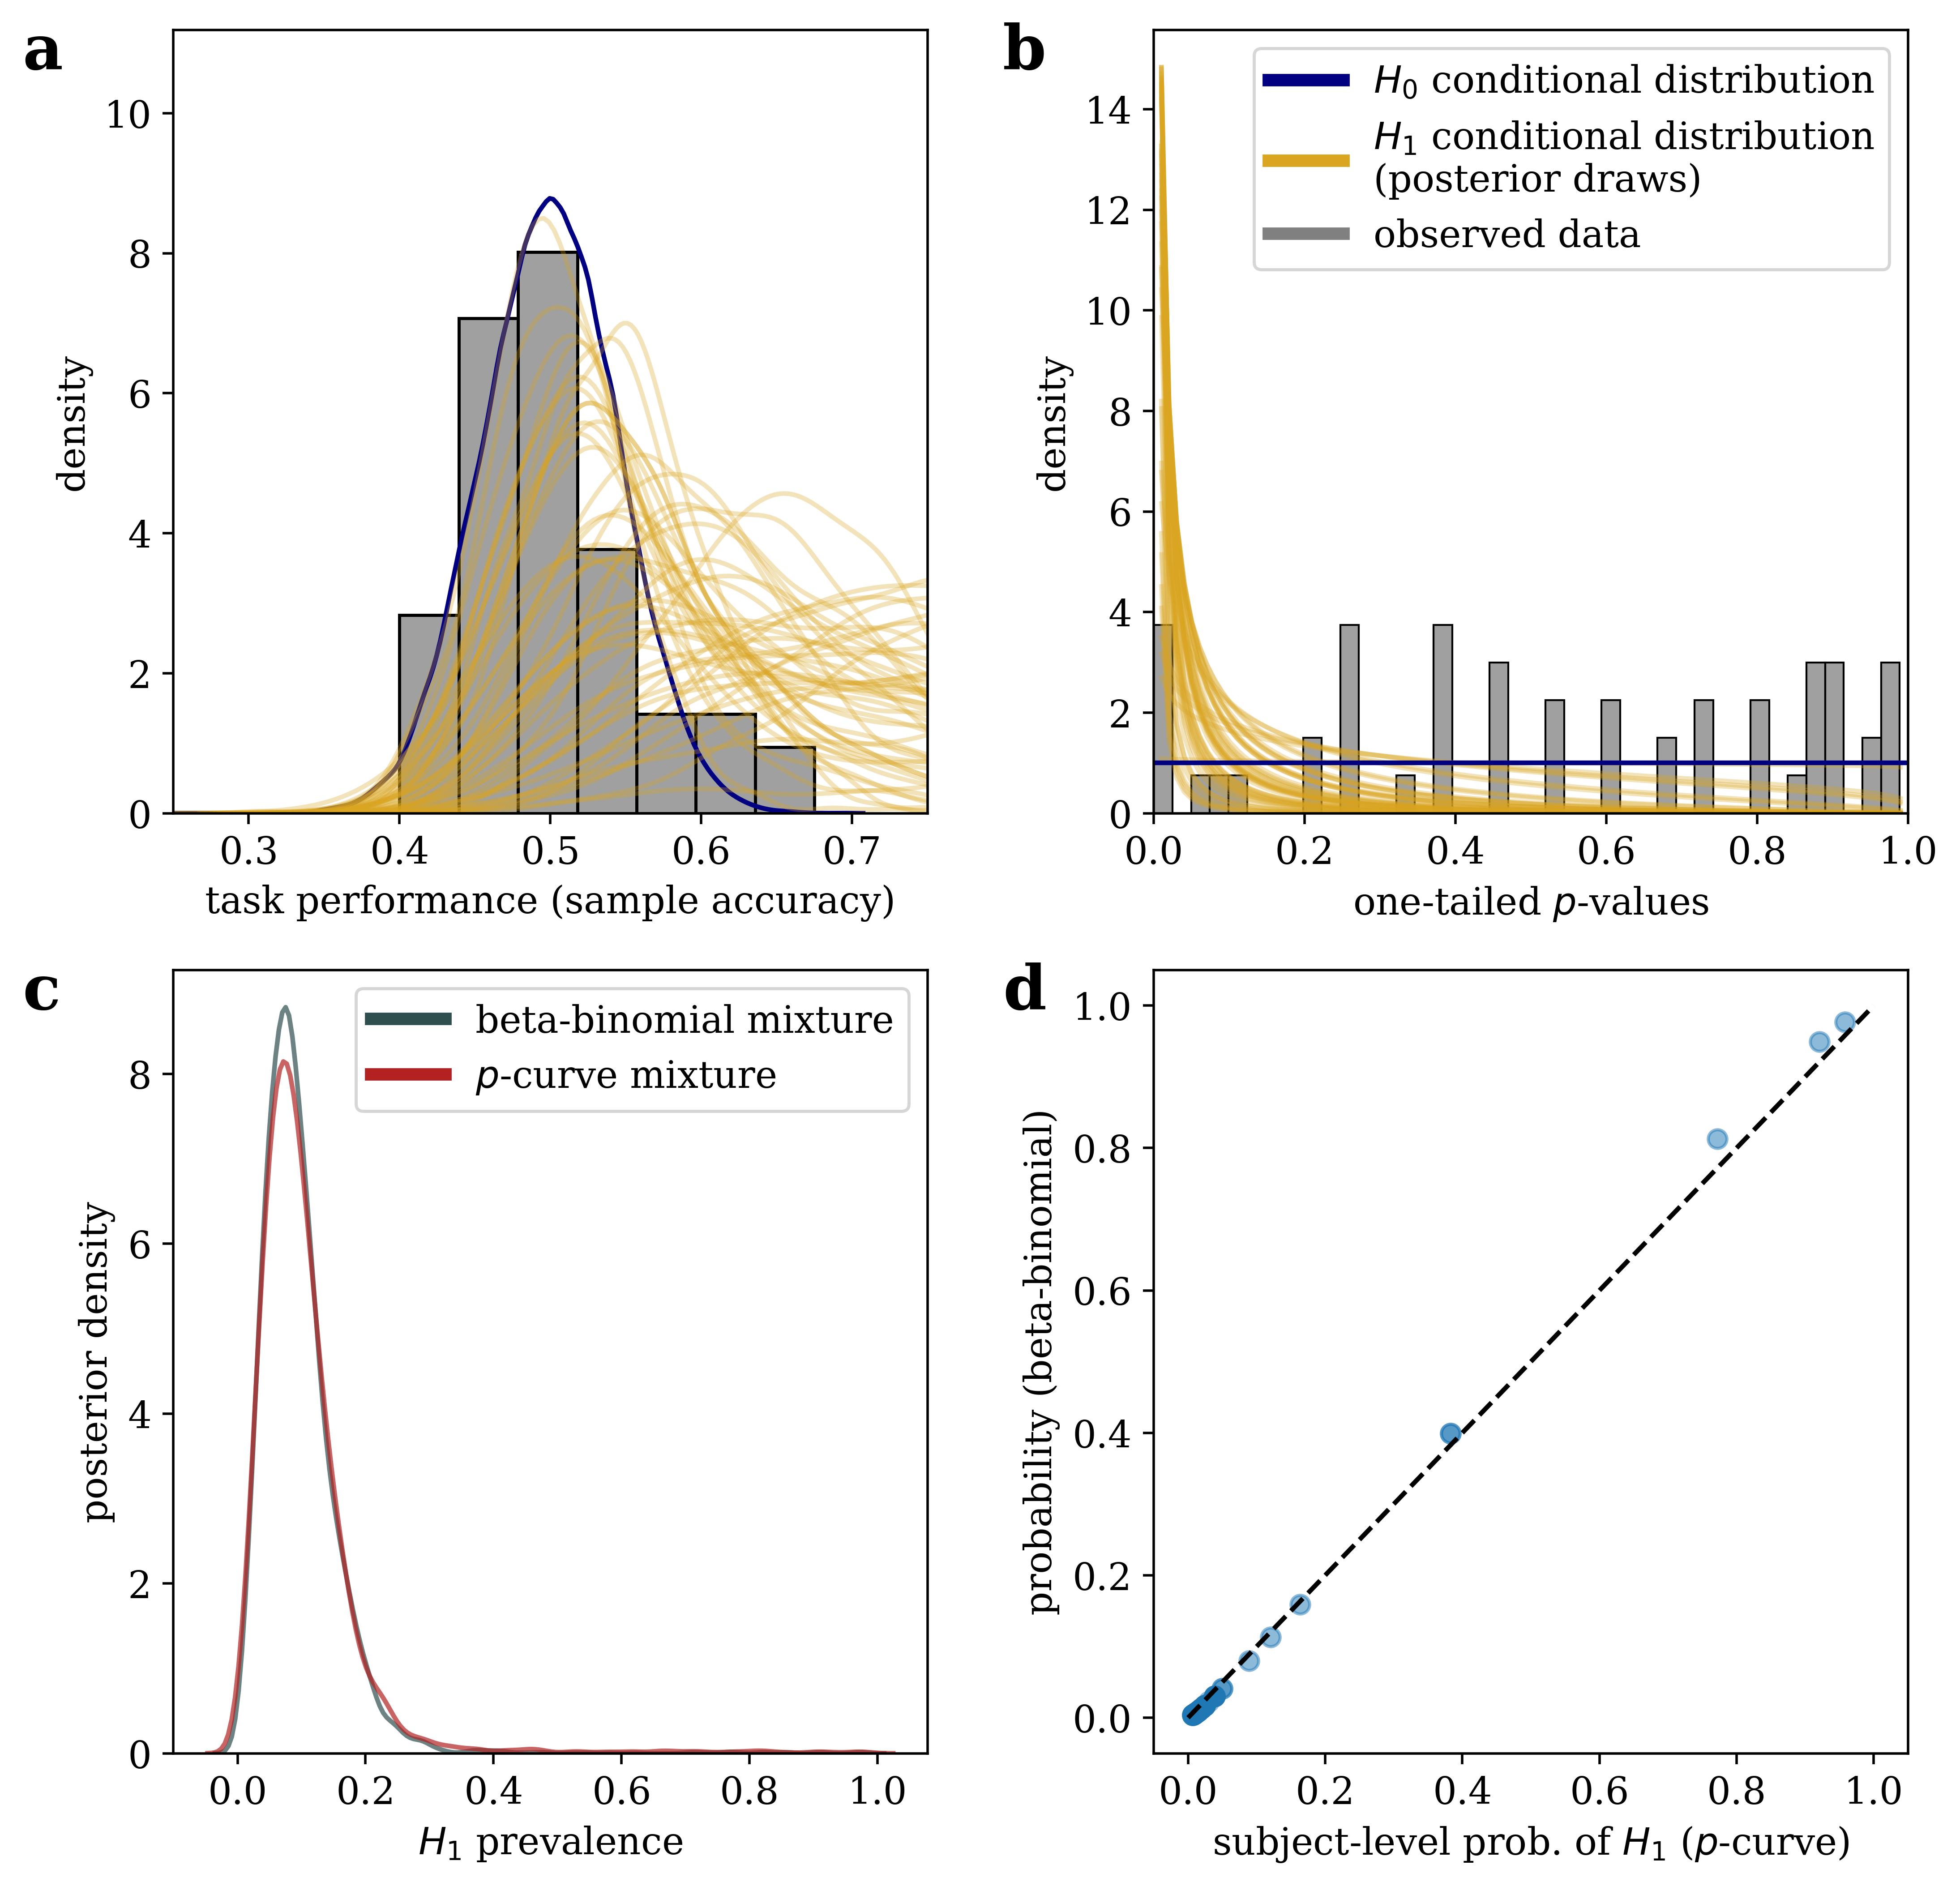 a
10
8
6
4
2
0
density
0.3 0.4 0.5 0.6 0.7
task performance (sample accuracy)
b
H0 conditional distribution
H1 conditional distribution
(posterior draws)
observed data
14
12
10
8
6
4
2
0
density
0.0 0.2 0.4 0.6 0.8 1.0
one-tailed p-values
c
beta-binomial mixture
p-curve mixture
8
6
4
2
0
posterior density
0.0 0.2 0.4 0.6 0.8 1.0
H1 prevalence
d
1.0
0.8
0.6
0.4
0.2
0.0
probability (beta-binomial)
0.0 0.2 0.4 0.6 0.8 1.0
subject-level prob. of H1 (p-curve)